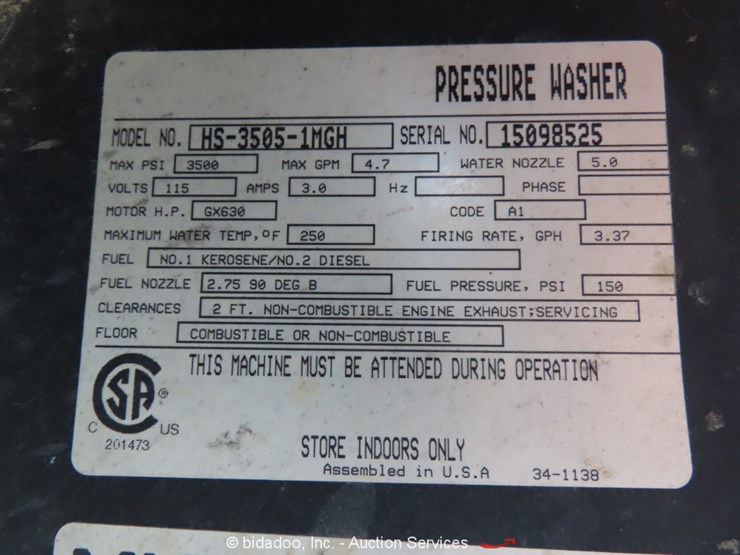 PRESSURE WASHER
MODEL NO. HS-3505-1MGH SERIAL NO. 15098525
MAX PSI 3500 MAX GPM 4.7 WATER NOZZLE 5.0
VOLTS 115 AMPS 3.0 Hz PHASE
MOTOR H.P. GX630 CODE A1
MAXIMUM WATER TEMP,ºF 250 FIRING RATE, GPH 3.37
FUEL NO.1 KEROSENE/NO.2 DIESEL
FUEL NOZZLE 2.75 90 DEG B FUEL PRESSURE, PSI 150
CLEARANCES 2 FT. NON-COMBUSTIBLE ENGINE EXHAUST;SERVICING
FLOOR COMBUSTIBLE OR NON-COMBUSTIBLE
THIS MACHINE MUST BE ATTENDED DURING OPERATION
CSA ®
C US
201473
STORE INDOORS ONLY
Assembled in U.S.A 34-1138
© bidadoo, Inc. - Auction Services